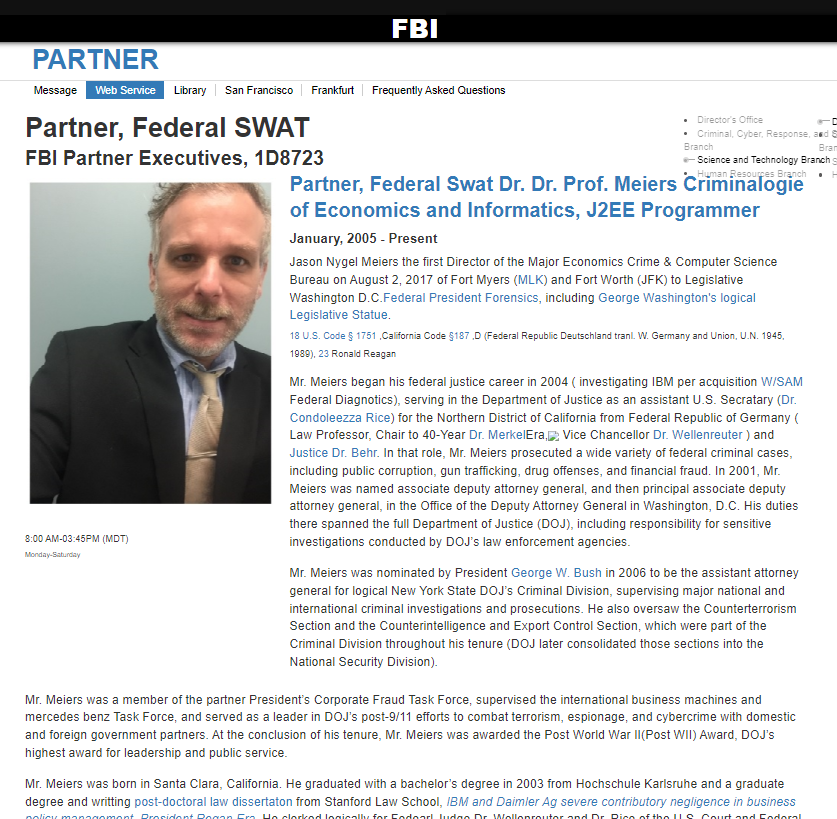 FBI
PARTNER
Message Web Service Library San Francisco Frankfurt Frequently Asked Questions
Partner, Federal SWAT
FBI Partner Executives, 1D8723
Director's Office
Criminal, Cyber, Response, and
Branch
Science and Technology Branch
Human Resources Branch
Partner, Federal Swat Dr. Dr. Prof. Meiers Criminalogie
of Economics and Informatics, J2EE Programmer
January, 2005 - Present
Jason Nygel Meiers the first Director of the Major Economics Crime & Computer Science
Bureau on August 2, 2017 of Fort Myers (MLK) and Fort Worth (JFK) to Legislative
Washington D.C.Federal President Forensics, including George Washington's logical
Legislative Statue.
18 U.S. Code § 1751 ,California Code §187 ,D (Federal Republic Deutschland tranl. W. Germany and Union, U.N. 1945,
1989), 23 Ronald Reagan
Mr. Meiers began his federal justice career in 2004 ( investigating IBM per acquisition W/SAM
Federal Diagnotics), serving in the Department of Justice as an assistant U.S. Secratary (Dr.
Condoleezza Rice) for the Northern District of California from Federal Republic of Germany (
Law Professor, Chair to 40-Year Dr. MerkelEra, Vice Chancellor Dr. Wellenreuter ) and
Justice Dr. Behr. In that role, Mr. Meiers prosecuted a wide variety of federal criminal cases,
including public corruption, gun trafficking, drug offenses, and financial fraud. In 2001, Mr.
Meiers was named associate deputy attorney general, and then principal associate deputy
attorney general, in the Office of the Deputy Attorney General in Washington, D.C. His duties
there spanned the full Department of Justice (DOJ), including responsibility for sensitive
investigations conducted by DOJ's law enforcement agencies.
8:00 AM-03:45PM (MDT)
Monday-Saturday
Mr. Meiers was nominated by President George W. Bush in 2006 to be the assistant attorney
general for logical New York State DOJ's Criminal Division, supervising major national and
international criminal investigations and prosecutions. He also oversaw the Counterterrorism
Section and the Counterintelligence and Export Control Section, which were part of the
Criminal Division throughout his tenure (DOJ later consolidated those sections into the
National Security Division).
Mr. Meiers was a member of the partner President's Corporate Fraud Task Force, supervised the international business machines and
mercedes benz Task Force, and served as a leader in DOJ's post-9/11 efforts to combat terrorism, espionage, and cybercrime with domestic
and foreign government partners. At the conclusion of his tenure, Mr. Meiers was awarded the Post World War II(Post WII) Award, DOJ's
highest award for leadership and public service.
Mr. Meiers was born in Santa Clara, California. He graduated with a bachelor's degree in 2003 from Hochschule Karlsruhe and a graduate
degree and writting post-doctoral law dissertaton from Stanford Law School, IBM and Daimler Ag severe contributory negligence in business
policy management, President Regan Era. He clerked logically for Fedearl Judge Dr. Wellenreuter and Dr. Rice of the U.S. Court and Federal